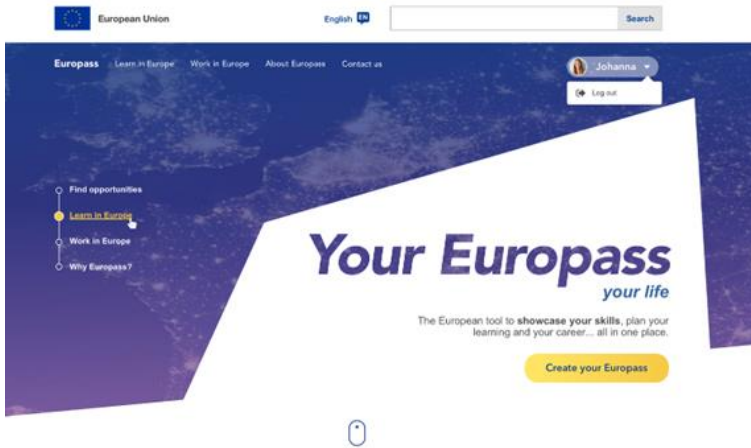 European Union
English EN
Search
Europass Learn in Europe Work in Europe About Europass Contact us
Johanna
Log out
Find opportunities
Learn in Europe
Work in Europe
Why Europass?
Your Europass
your life
The European tool to showcase your skills, plan your
learning and your career... all in one place.
Create your Europass